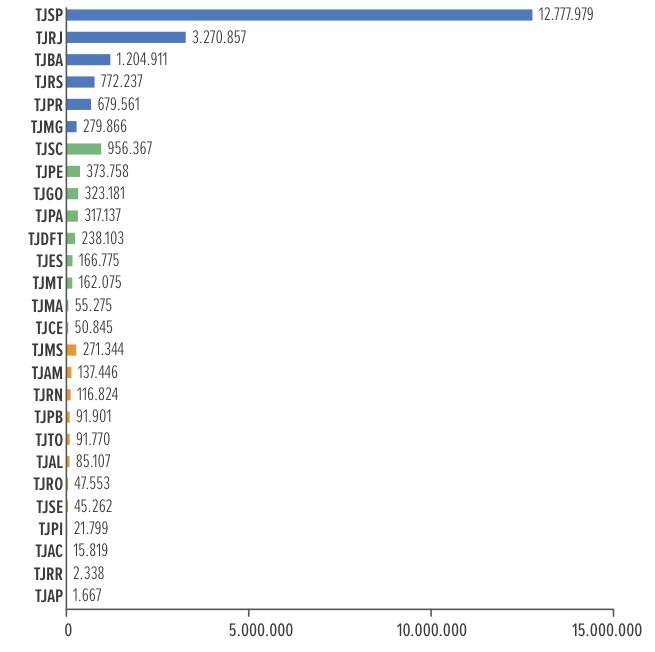 TJSP 12.777.979
TJRJ 3.270.857
TJBA 1.204.911
TJRS 772.237
TJPR 679.561
TJMG 279.866
TJSC 956.367
TJPE 373.758
TJGO 323.181
TJPA 317.137
TJDFT 238.103
TJES 166.775
TJMT 162.075
TJMA 55.275
TJCE 50.845
TJMS 271.344
TJAM 137.446
TJRN 116.824
TJPB 91.901
TJTO 91.770
TJAL 85.107
TJRO 47.553
TJSE 45.262
TJPI 21.799
TJAC 15.819
TJRR 2.338
TJAP 1.667
0 5.000.000 10.000.000 15.000.000